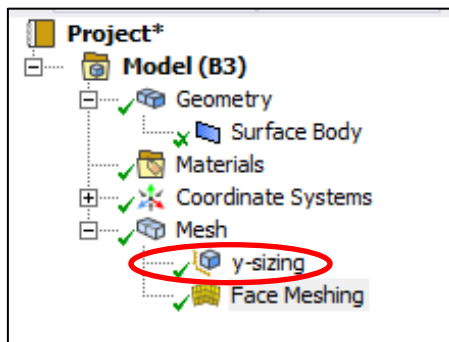 Project*
Model (B3)
Geometry
Surface Body
Materials
Coordinate Systems
Mesh
y-sizing
Face Meshing